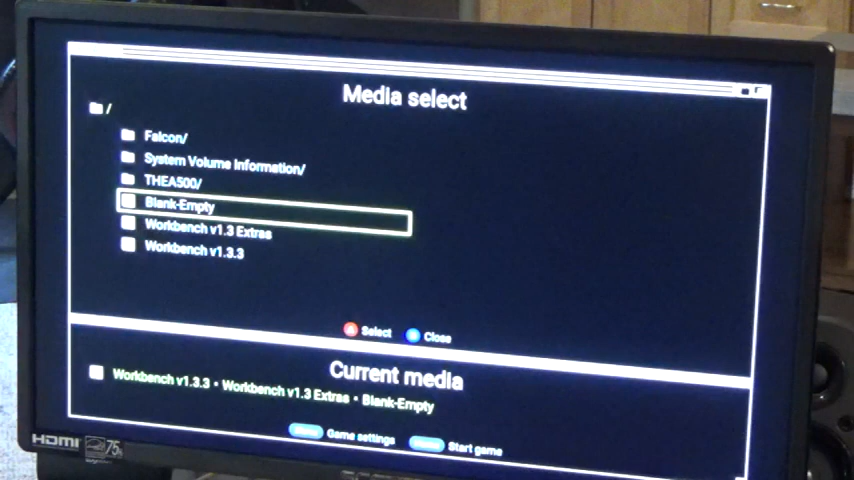 Media select
/
Falcon/
System Volume Information/
THEA500/
Blank-Empty
Workbench v1.3 Extras
Workbench v1.3.3
A Select B Close
Current media
Workbench v1.3.3 • Workbench v1.3 Extras • Blank-Empty
Game settings Start game
HDMI 75